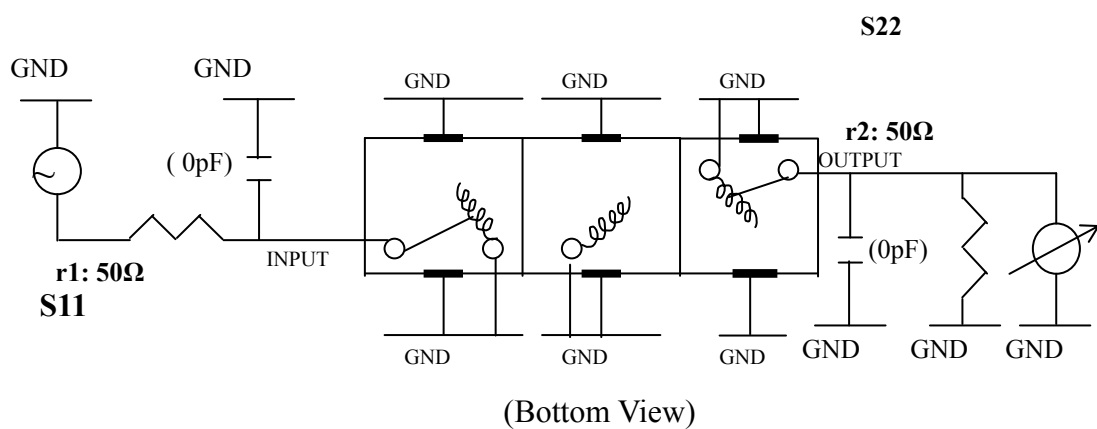 S22
GND
GND
GND
GND
GND
r2: 50Ω
OUTPUT
( 0pF)
INPUT
(0pF)
r1: 50Ω
S11
GND
GND
GND
GND
GND
GND
(Bottom View)